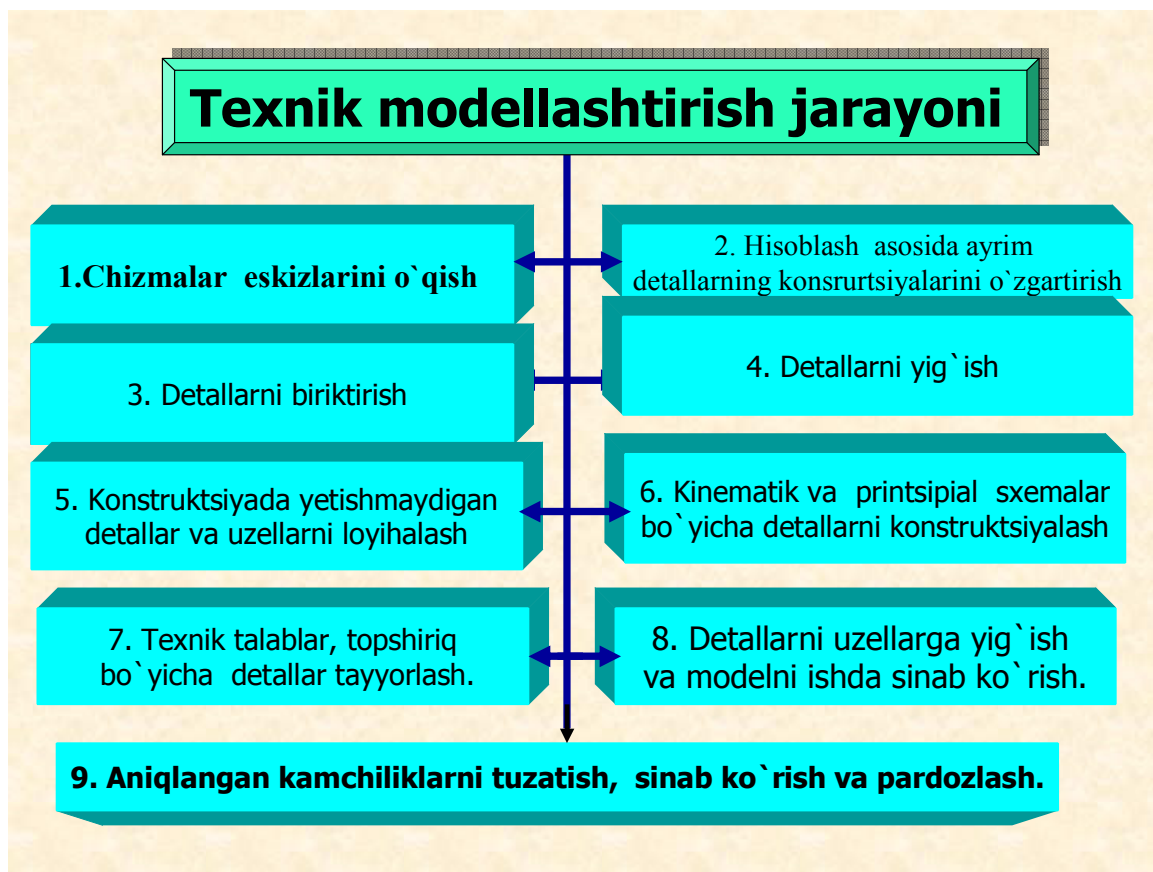 Texnik modellashtirish jarayoni
1.Chizmalar eskizlarini o`qish
2. Hisoblash asosida ayrim
detallarning konsrurtsiyalarini o`zgartirish
3. Detallarni biriktirish
4. Detallarni yig`ish
5. Konstruktsiyada yetishmaydigan
detallar va uzellarni loyihalash
6. Kinematik va printsipial sxemalar
bo`yicha detallarni konstruktsiyalash
7. Texnik talablar, topshiriq
bo`yicha detallar tayyorlash.
8. Detallarni uzellarga yig`ish
va modelni ishda sinab ko`rish.
9. Aniqlangan kamchiliklarni tuzatish, sinab ko`rish va pardozlash.